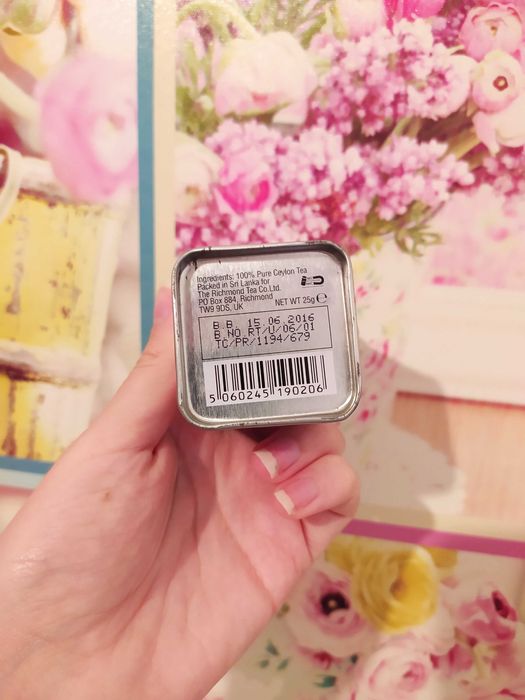 Ingredients: 100% Pure Ceylon Tea
Packed in Sri Lanka for
The Richmond Tea Co.Ltd.
PO Box 884, Richmond
TW9 9DS, UK
NET WT 25g e
B.B. 15.06.2016
B.NO.RT/U/06/01
TC/PR/1194/679
5 060245 190206